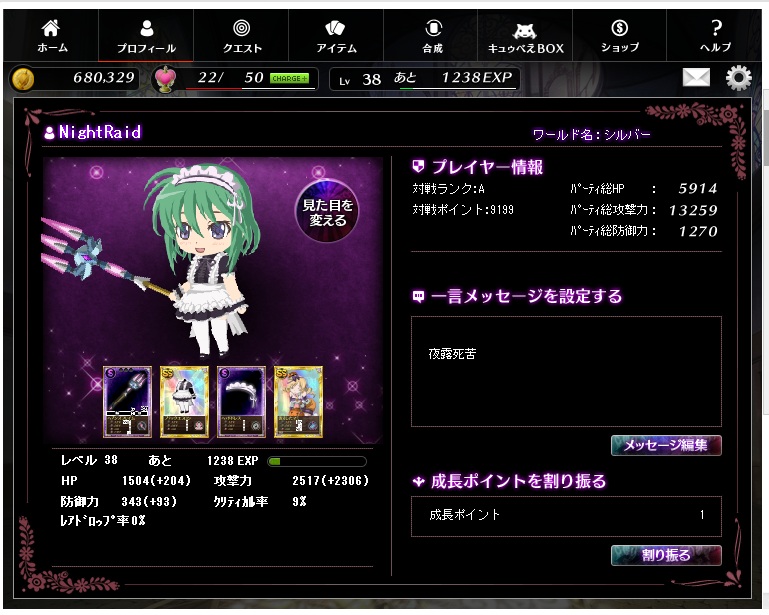 ホーム プロフィール クエスト アイテム 合成 キュゥべえBOX ショップ ヘルプ
680,329 22/ 50 CHARGE+ Lv 38 あと 1238EXP
NightRaid
ワールド名:シルバー
見た目を
変える
レベル 38 あと 1238 EXP
HP 1504(+204) 攻撃力 2517(+2306)
防御力 343(+93) クリティカル率 9%
レアドロップ率0%
プレイヤー情報
対戦ランク:A パーティ総HP : 5914
対戦ポイント:9199 パーティ総攻撃力: 13259
パーティ総防御力: 1270
一言メッセージを設定する
夜露死苦
メッセージ編集
成長ポイントを割り振る
成長ポイント 1
割り振る